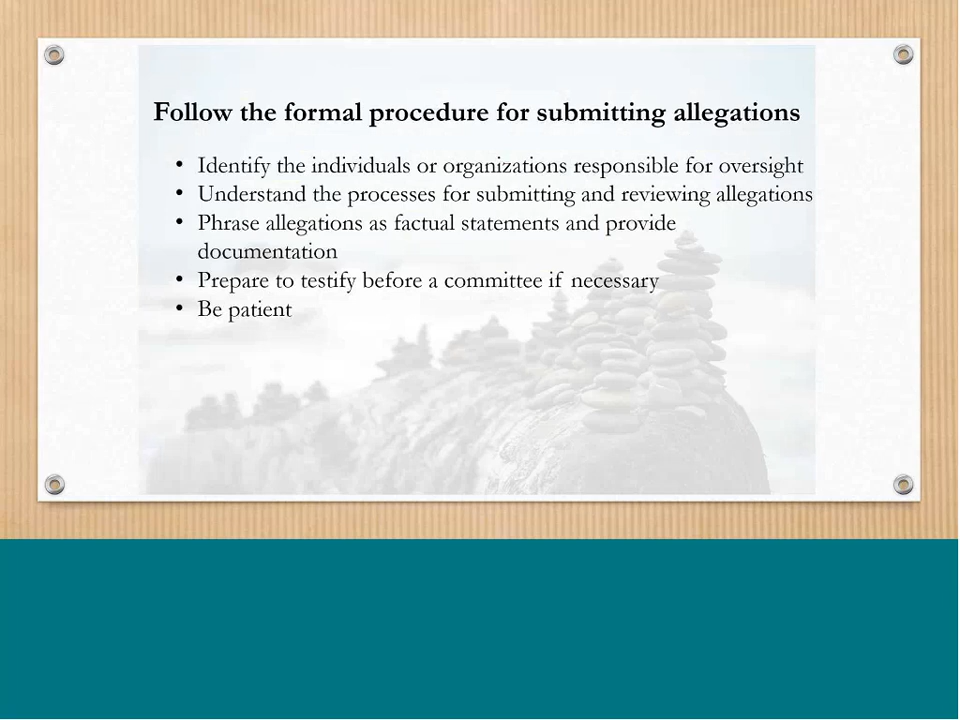 Follow the formal procedure for submitting allegations
• Identify the individuals or organizations responsible for oversight
• Understand the processes for submitting and reviewing allegations
• Phrase allegations as factual statements and provide
documentation
• Prepare to testify before a committee if necessary
• Be patient